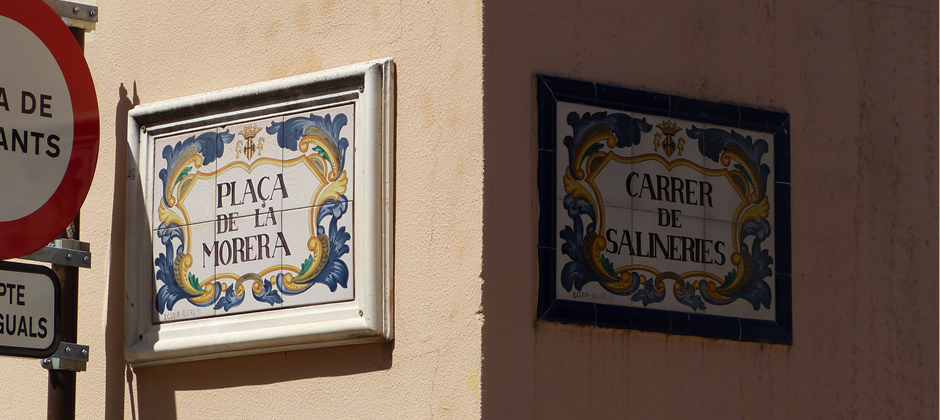 A DE
ANTS
PTE
GUALS
PLAÇA
DE LA
MORERA
CARRER
DE
SALINERIES